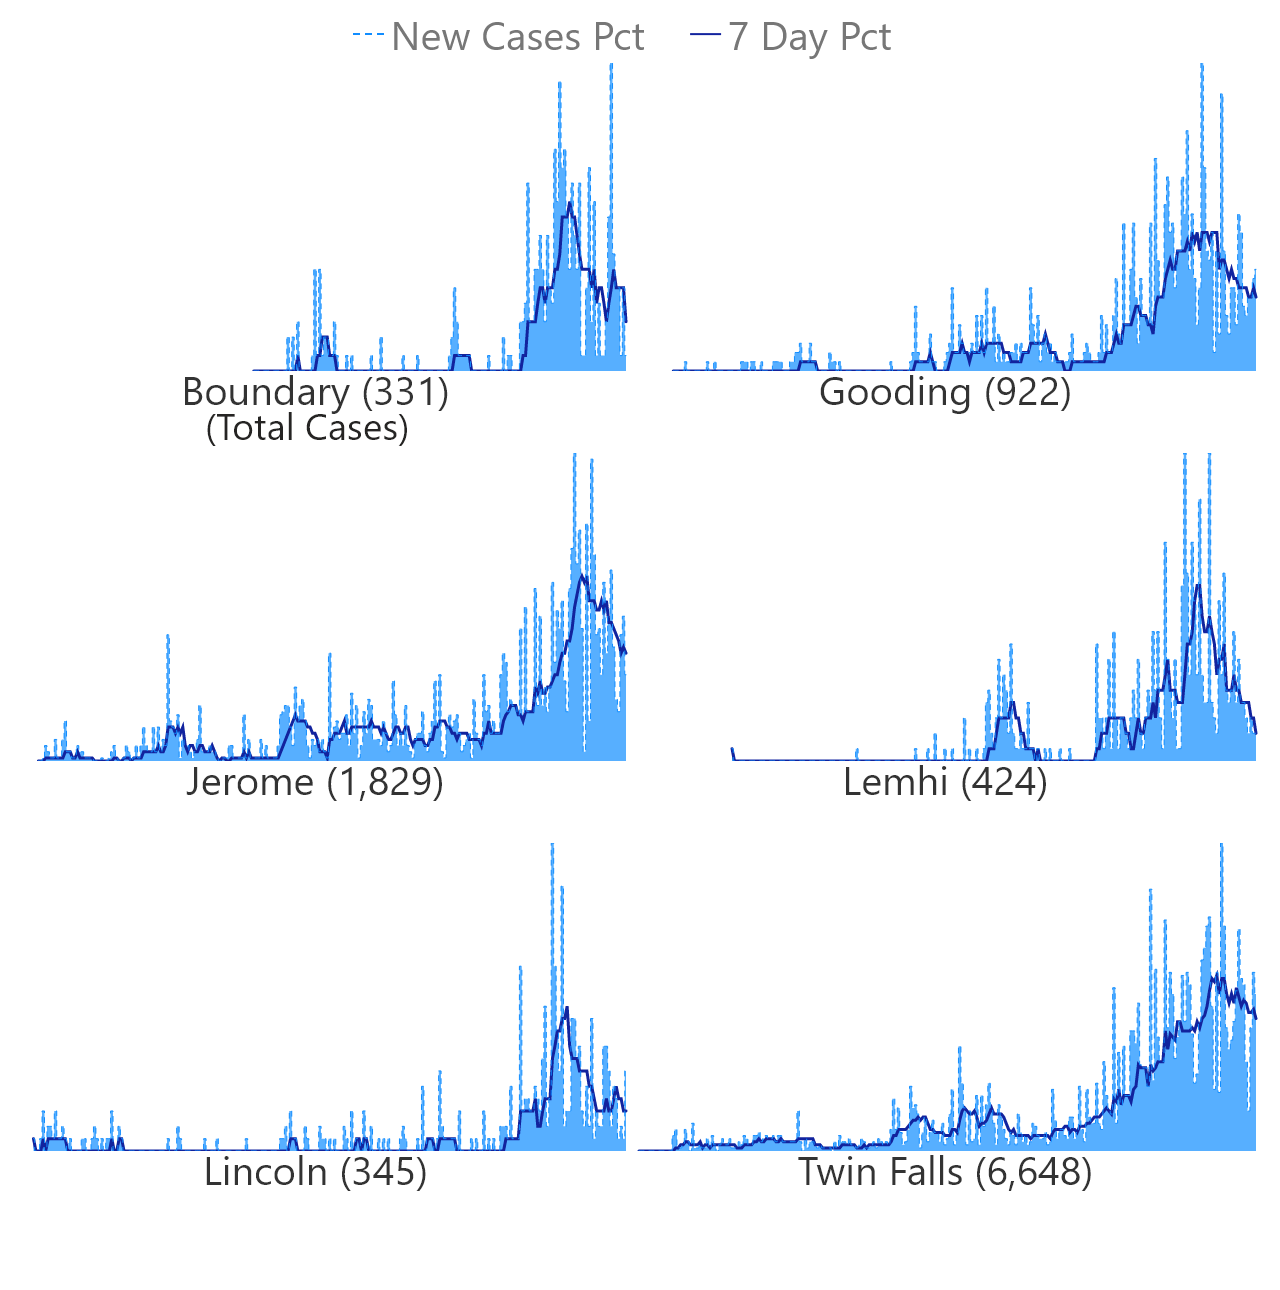 New Cases Pct 7 Day Pct
Boundary (331) Gooding (922)
(Total Cases)
Jerome (1,829) Lemhi (424)
Lincoln (345) Twin Falls (6,648)